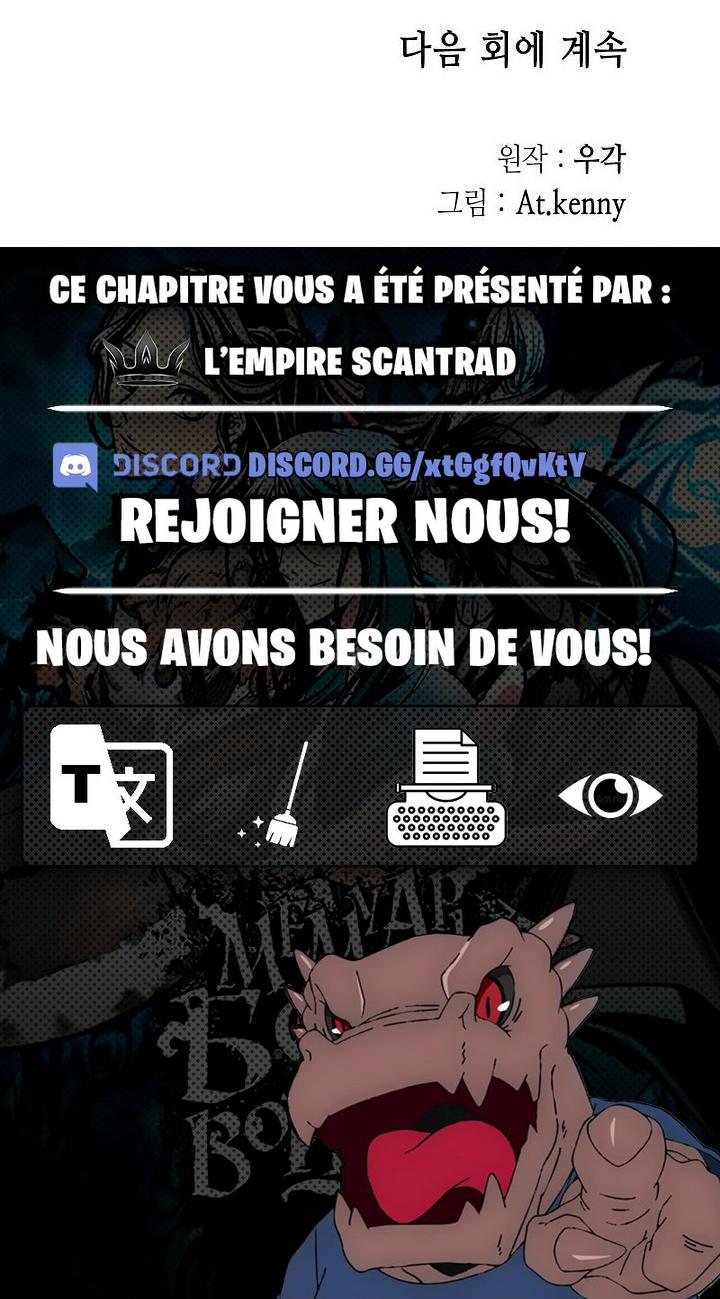 다음 회에 계속
원작 : 우각
그림 : At.kenny
CE CHAPITRE VOUS A ÉTÉ PRÉSENTÉ PAR :
L'EMPIRE SCANTRAD
DISCORD DISCORD.GG/xtGgfQvKtY
REJOIGNER NOUS!
NOUS AVONS BESOIN DE VOUS!
T 文